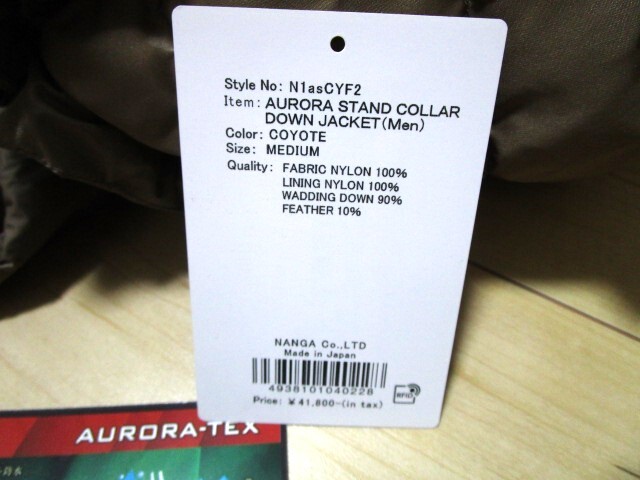 Style No: N1asCYF2
Item: AURORA STAND COLLAR
DOWN JACKET(Men)
Color: COYOTE
Size: MEDIUM
Quality: FABRIC NYLON 100%
LINING NYLON 100%
WADDING DOWN 90%
FEATHER 10%
NANGA Co.,LTD
Made in Japan
4938101040228
Price: ¥41,800-(in tax)
RFID
AURORA-TEX